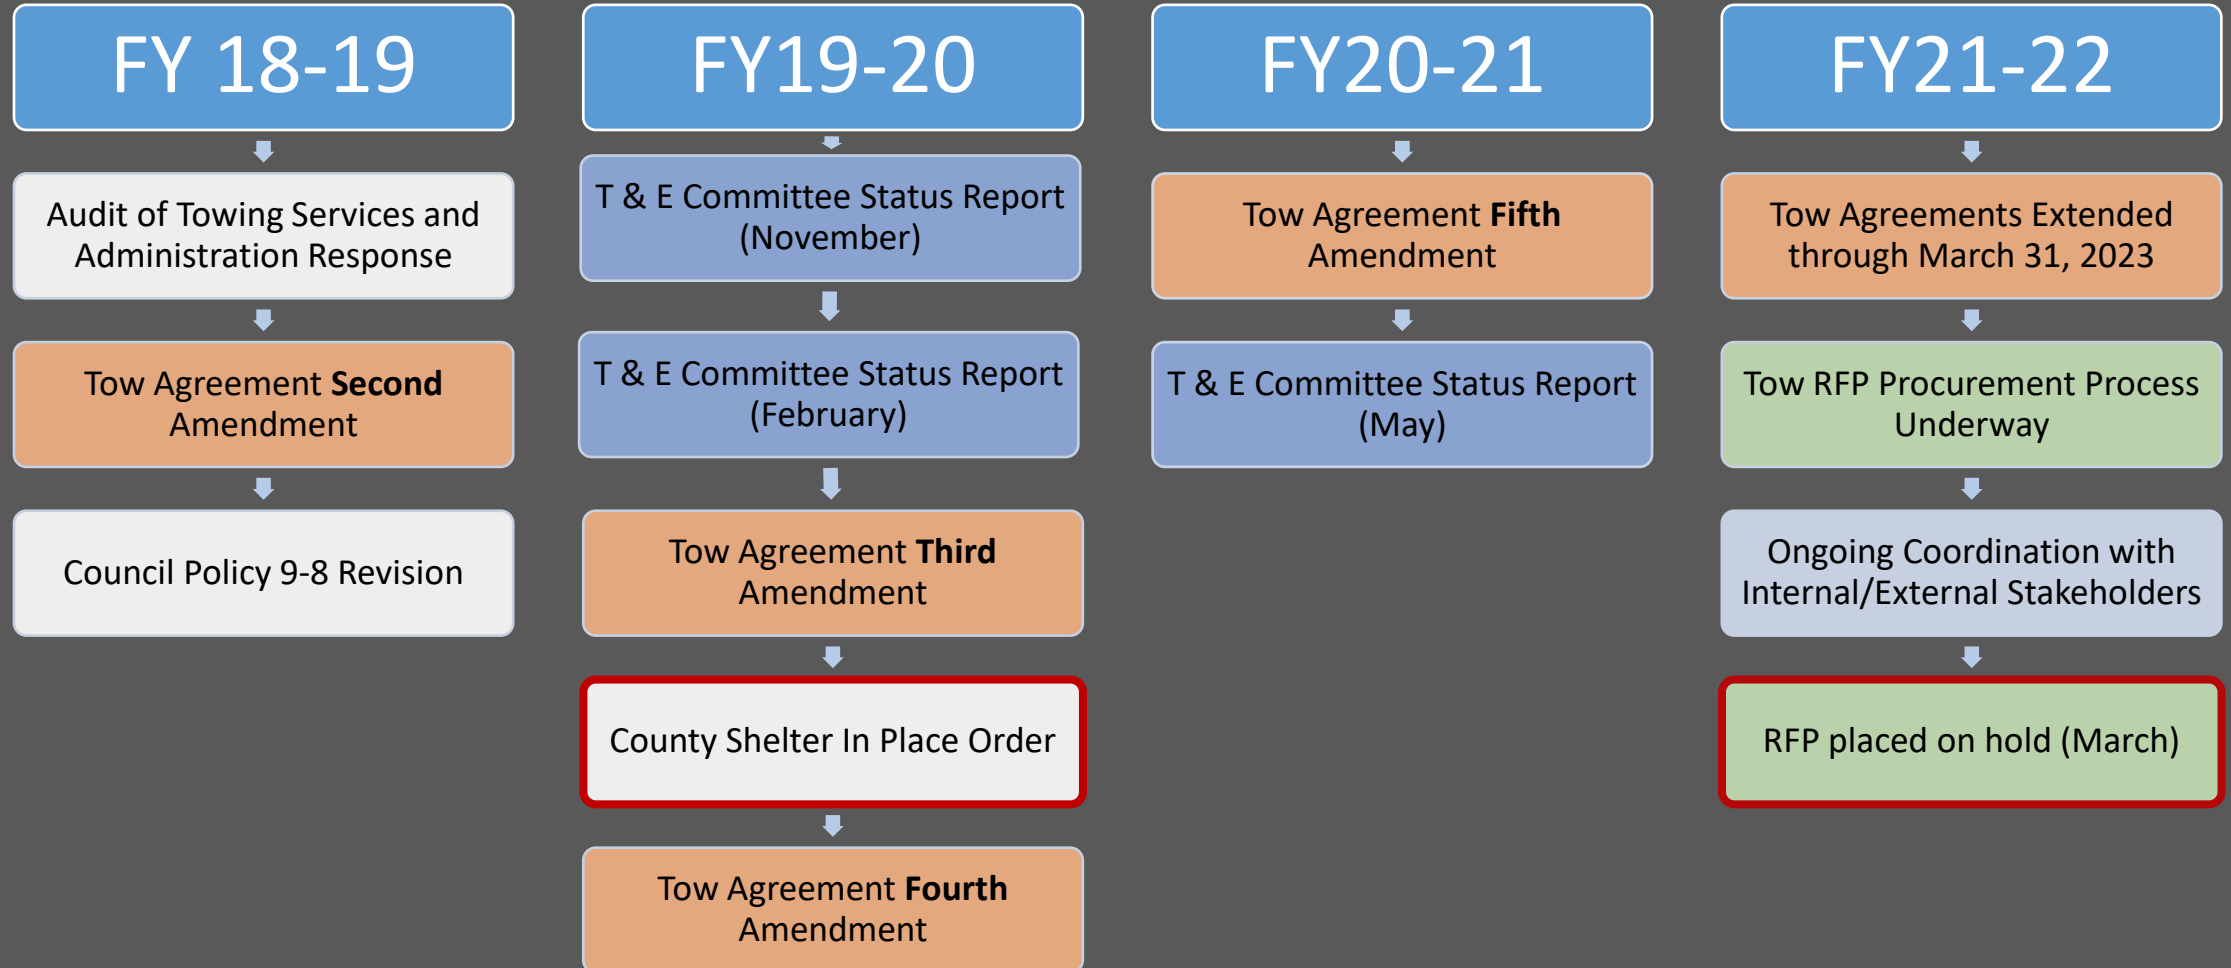 FY 18-19
Audit of Towing Services and
Administration Response
Tow Agreement Second
Amendment
Council Policy 9-8 Revision
FY19-20
T & E Committee Status Report
(November)
T & E Committee Status Report
(February)
Tow Agreement Third
Amendment
County Shelter In Place Order
Tow Agreement Fourth
Amendment
FY20-21
Tow Agreement Fifth
Amendment
T & E Committee Status Report
(May)
FY21-22
Tow Agreements Extended
through March 31, 2023
Tow RFP Procurement Process
Underway
Ongoing Coordination with
Internal/External Stakeholders
RFP placed on hold (March)